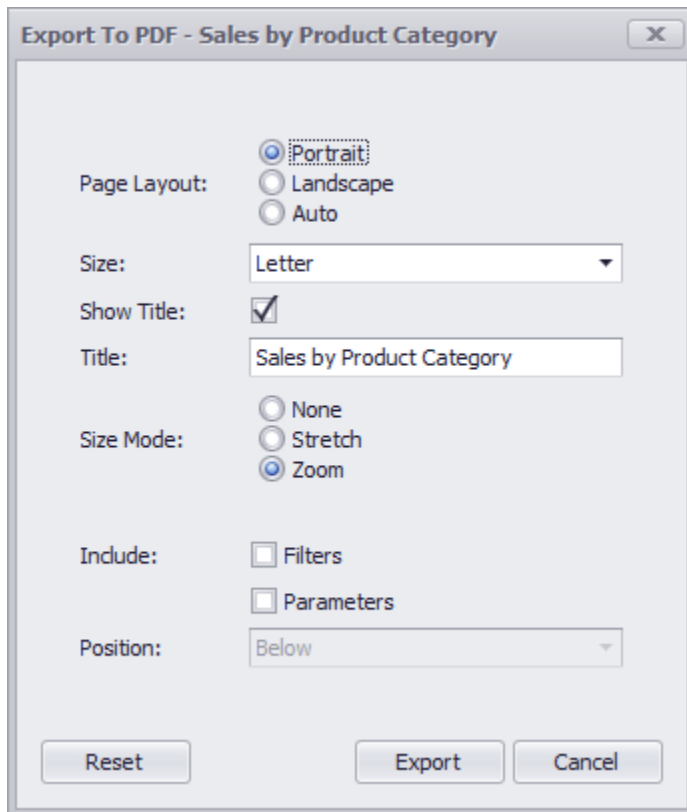 Export To PDF - Sales by Product Category
Portrait
Page Layout:
Landscape
Auto
Size:
Letter
Show Title:
Title:
Sales by Product Category
None
Size Mode:
Stretch
Zoom
Include:
Filters
Parameters
Position:
Below
Reset
Export
Cancel